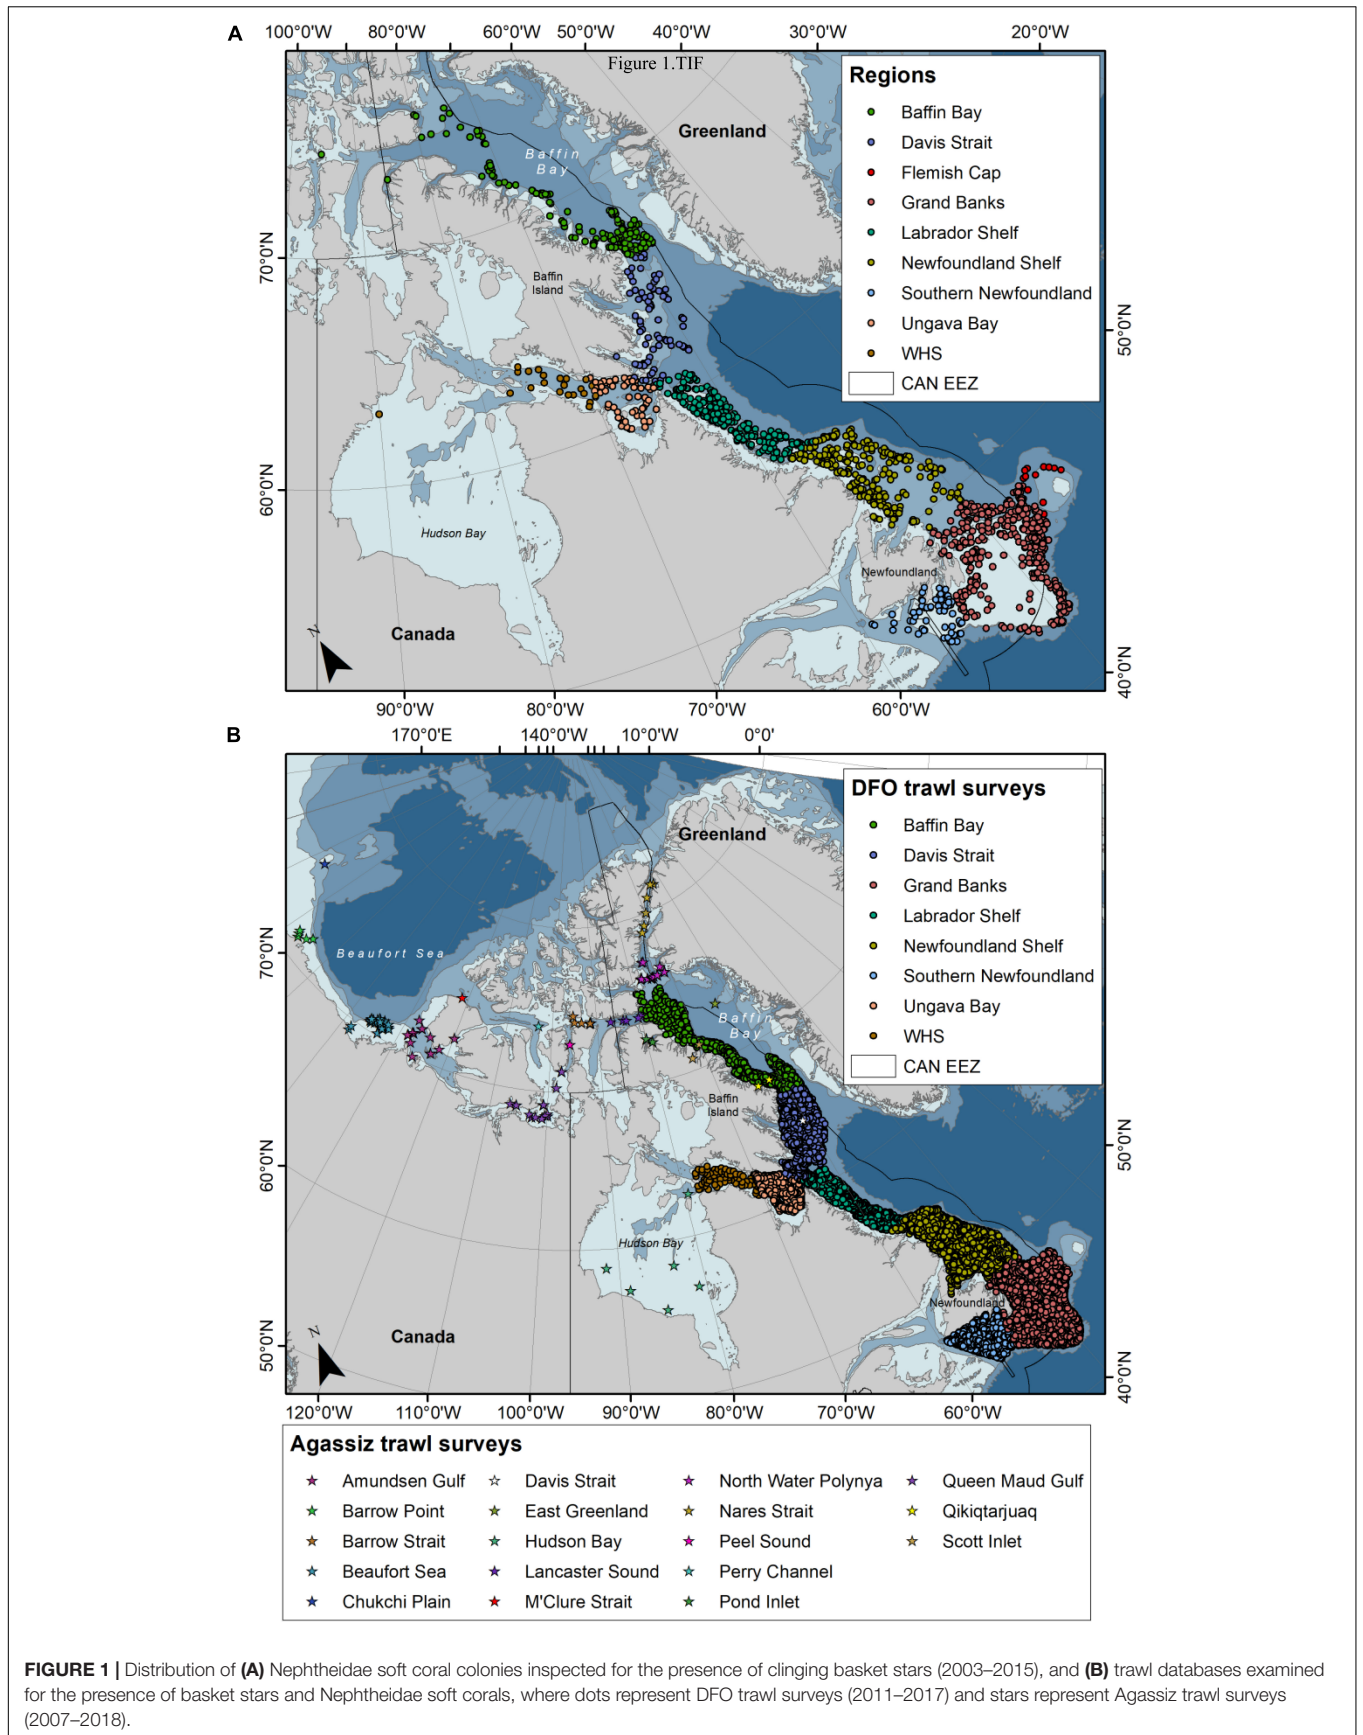 A
100°0'W 80°0'W 60°0'W 50°0'W 40°0'W 30°0'W 20°0'W
Figure 1.TIF
Greenland
Baffin
Bay
Baffin
Island
Hudson Bay
Newfoundland
Canada
N
70°0'N
60°0'N
50°0'N
40°0'N
90°0'W 80°0'W 70°0'W 60°0'W
Regions
Baffin Bay
Davis Strait
Flemish Cap
Grand Banks
Labrador Shelf
Newfoundland Shelf
Southern Newfoundland
Ungava Bay
WHS
CAN EEZ
B
170°0'E 140°0'W 10°0'W 0°0'
Greenland
Beaufort Sea
Baffin
Bay
Baffin
Island
Hudson Bay
Newfoundland
Canada
N
70°0'N
60°0'N
50°0'N
50°0'N
40°0'N
120°0'W 110°0'W 100°0'W 90°0'W 80°0'W 70°0'W 60°0'W
DFO trawl surveys
Baffin Bay
Davis Strait
Grand Banks
Labrador Shelf
Newfoundland Shelf
Southern Newfoundland
Ungava Bay
WHS
CAN EEZ
Agassiz trawl surveys
Amundsen Gulf
Barrow Point
Barrow Strait
Beaufort Sea
Chukchi Plain
Davis Strait
East Greenland
Hudson Bay
Lancaster Sound
M'Clure Strait
North Water Polynya
Nares Strait
Peel Sound
Perry Channel
Pond Inlet
Queen Maud Gulf
Qikiqtarjuaq
Scott Inlet
FIGURE 1 | Distribution of (A) Nephtheidae soft coral colonies inspected for the presence of clinging basket stars (2003–2015), and (B) trawl databases examined
for the presence of basket stars and Nephtheidae soft corals, where dots represent DFO trawl surveys (2011–2017) and stars represent Agassiz trawl surveys
(2007–2018).